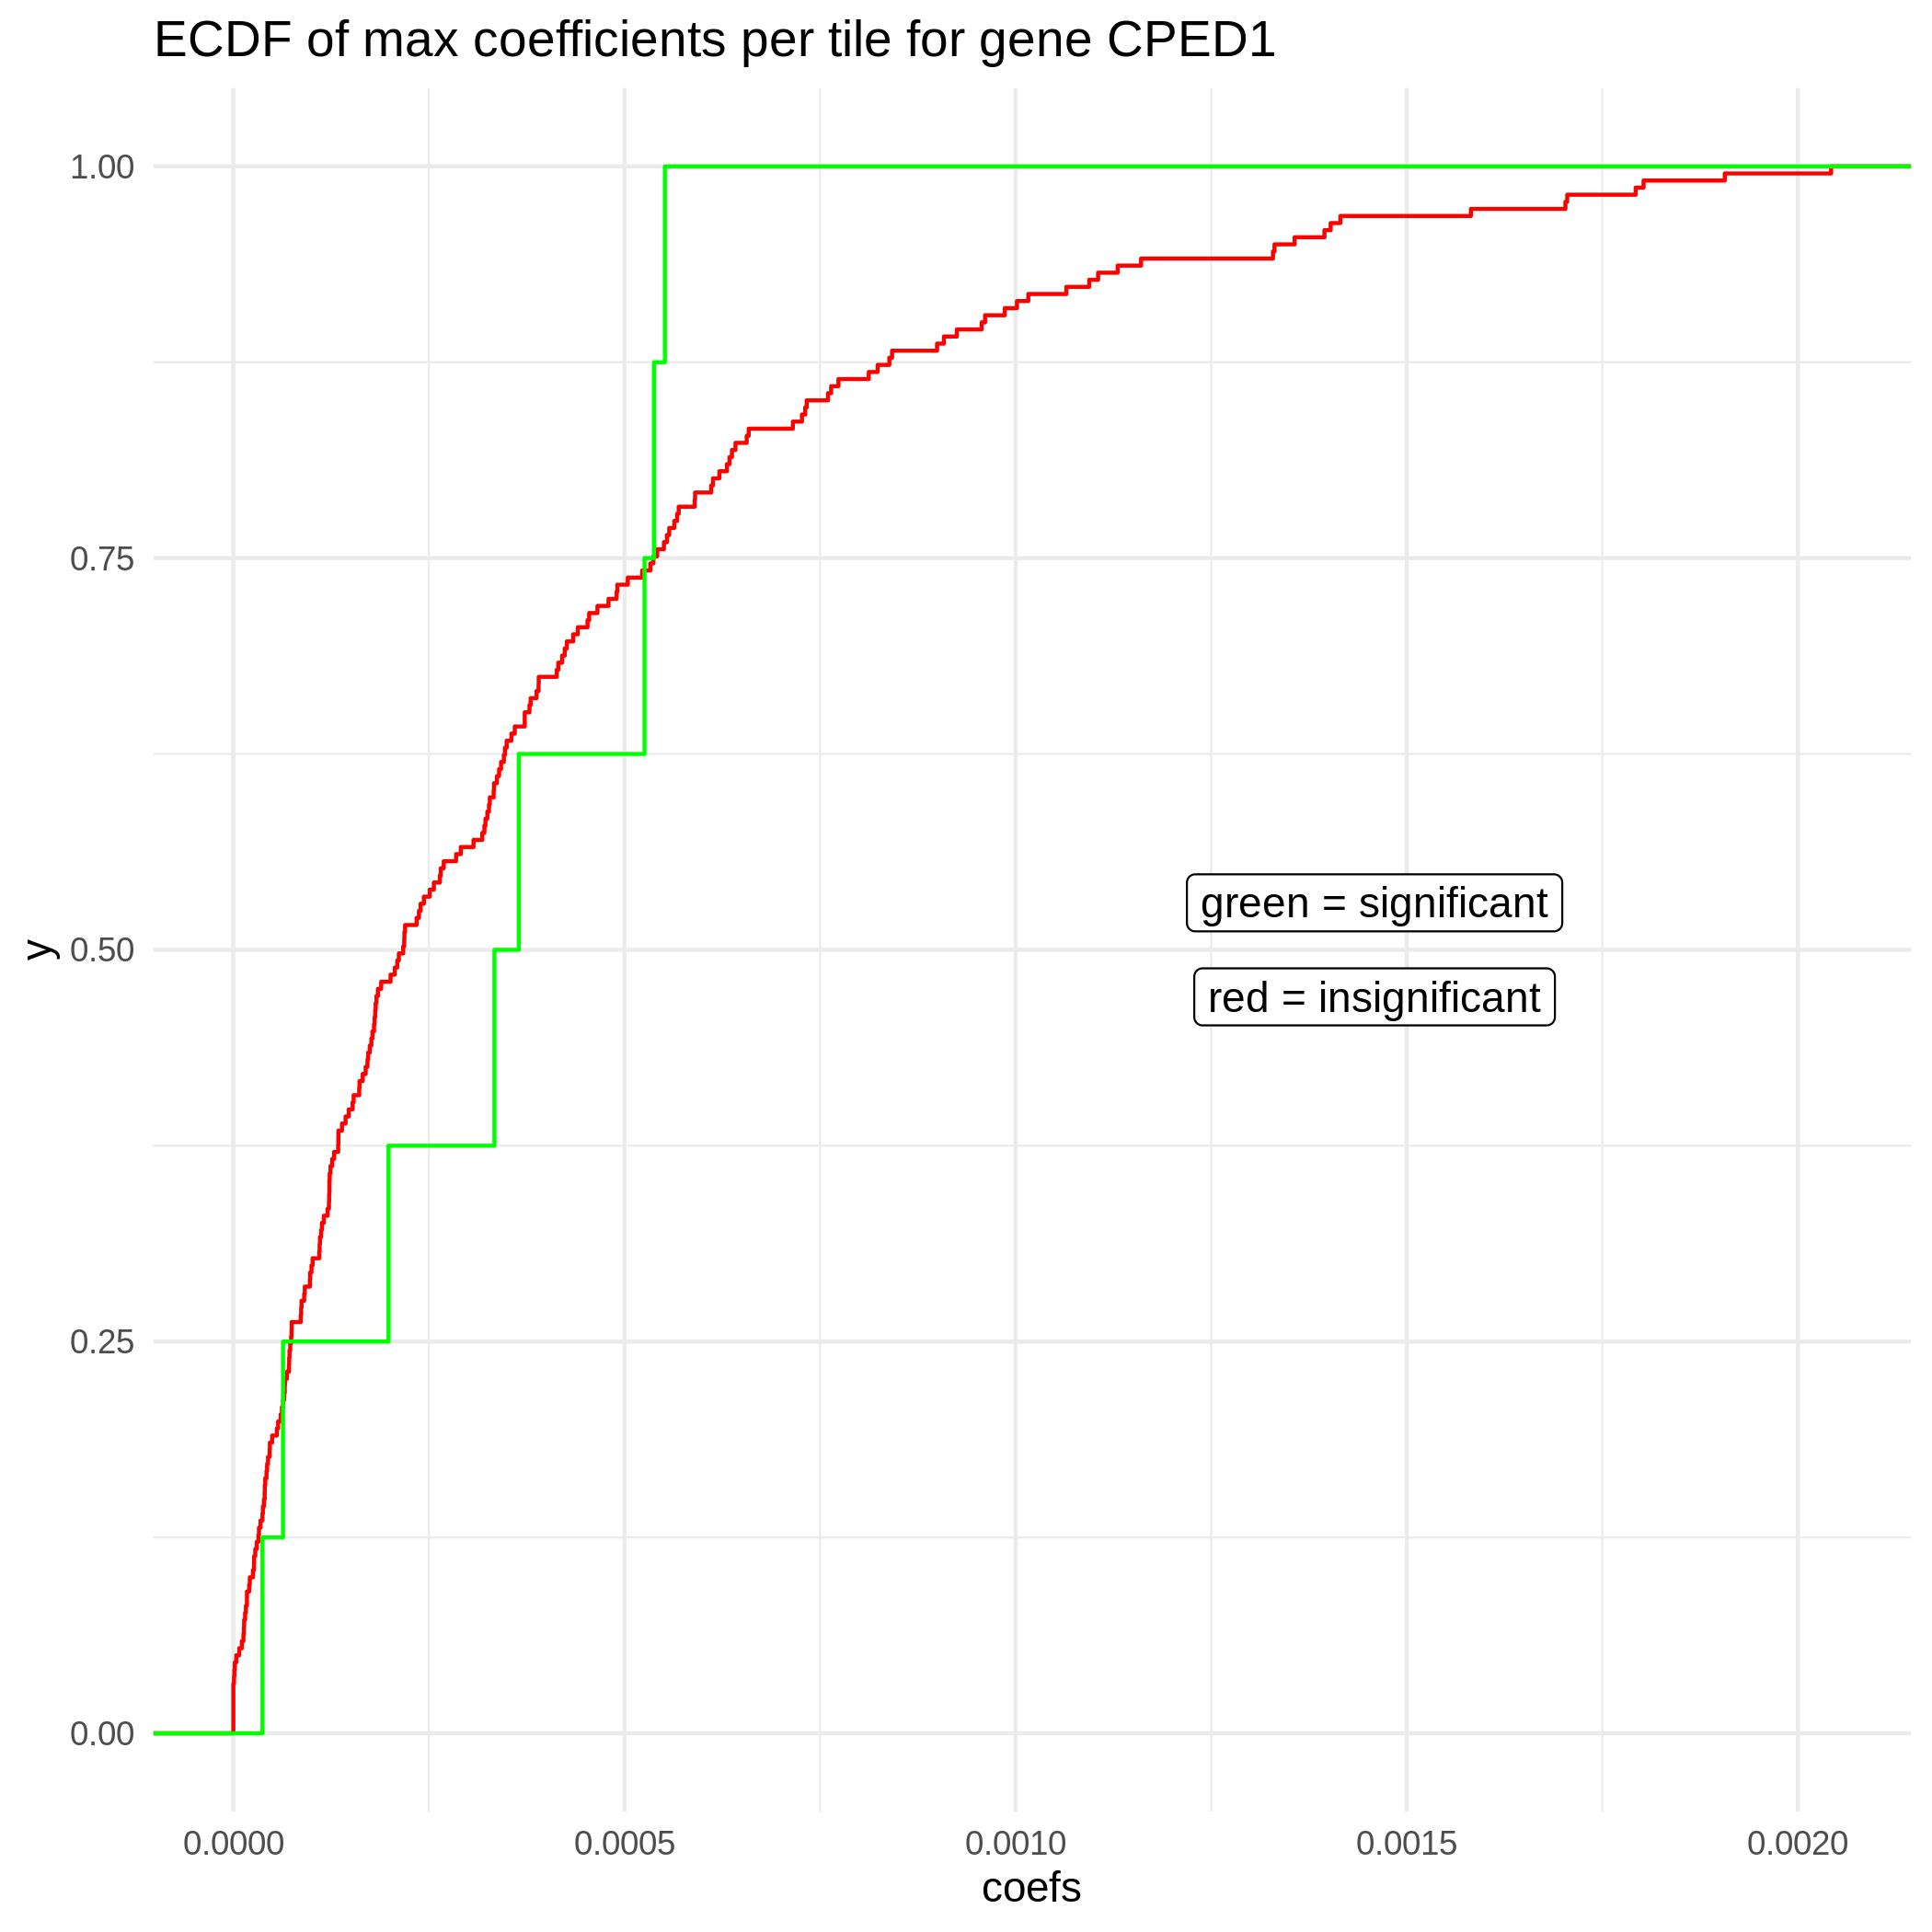 ECDF of max coefficients per tile for gene CPED1
1.00
0.75
0.50
0.25
0.00
y
green = significant
red = insignificant
0.0000 0.0005 0.0010 0.0015 0.0020
coefs